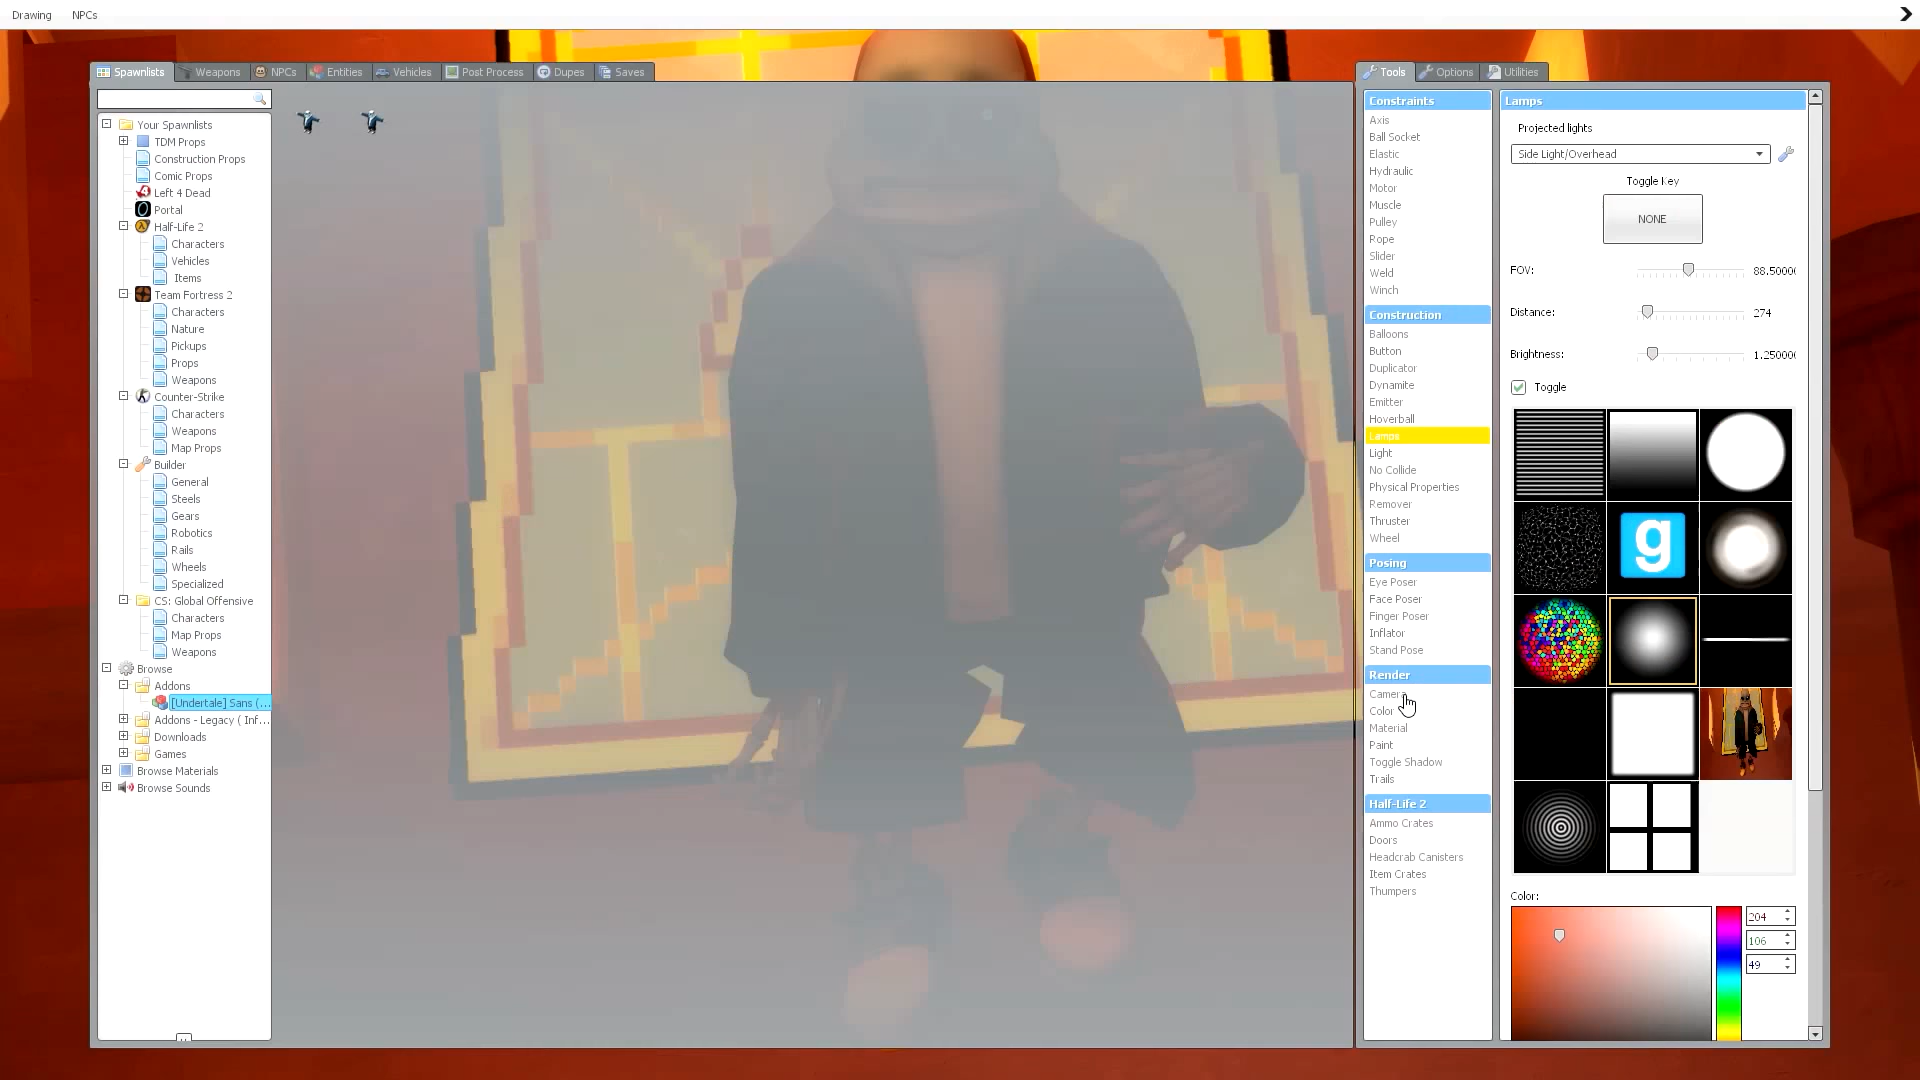 Drawing
NPCs
Spawnlists
Weapons
NPCs
Entities
Vehicles
Post Process
Dupes
Saves
Your Spawnlists
TDM Props
Construction Props
Comic Props
Left 4 Dead
Portal
Half-Life 2
Characters
Vehicles
Items
Team Fortress 2
Characters
Nature
Pickups
Props
Weapons
Counter-Strike
Characters
Weapons
Map Props
Builder
General
Steels
Gears
Robotics
Rails
Wheels
Specialized
CS: Global Offensive
Characters
Map Props
Weapons
Browse
Addons
[Undertale] Sans (...
Addons - Legacy ( Inf...
Downloads
Games
Browse Materials
Browse Sounds
Tools
Options
Utilities
Constraints
Axis
Ball Socket
Elastic
Hydraulic
Motor
Muscle
Pulley
Rope
Slider
Weld
Winch
Construction
Balloons
Button
Duplicator
Dynamite
Emitter
Hoverball
Lamps
Light
No Collide
Physical Properties
Remover
Thruster
Wheel
Posing
Eye Poser
Face Poser
Finger Poser
Inflator
Stand Pose
Render
Camera
Color
Material
Paint
Toggle Shadow
Trails
Half-Life 2
Ammo Crates
Doors
Headcrab Canisters
Item Crates
Thumpers
Lamps
Projected lights
Side Light/Overhead
Toggle Key
NONE
FOV: 88.5000
Distance: 274
Brightness: 1.25000
Toggle
g
Color:
204
106
49